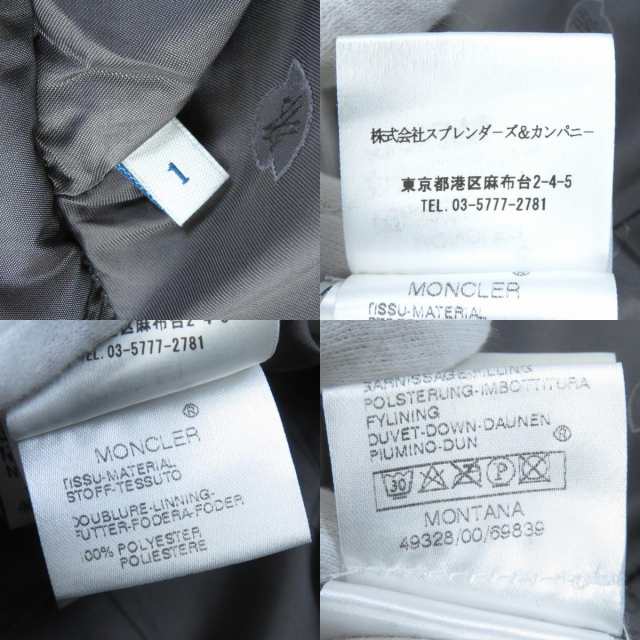 1
株式会社スプレンダーズ&カンパニー
東京都港区麻布台2-4-5
TEL. 03-5777-2781
MONCLER®
TISSU-MATERIAL
TEL. 03-5777-2781
MONCLER®
TISSU-MATERIAL
STOFF-TESSUTO
DOUBLURE-LINNING-
FUTTER-FODERA-FODER
100% POLYESTER
POLIESTERE
POLSTERUNG-IMBOTTITURA
FYLINING
DUVET-DOWN-DAUNEN
PIUMINO-DUN ®
30 P
MONTANA
49328/00/69839